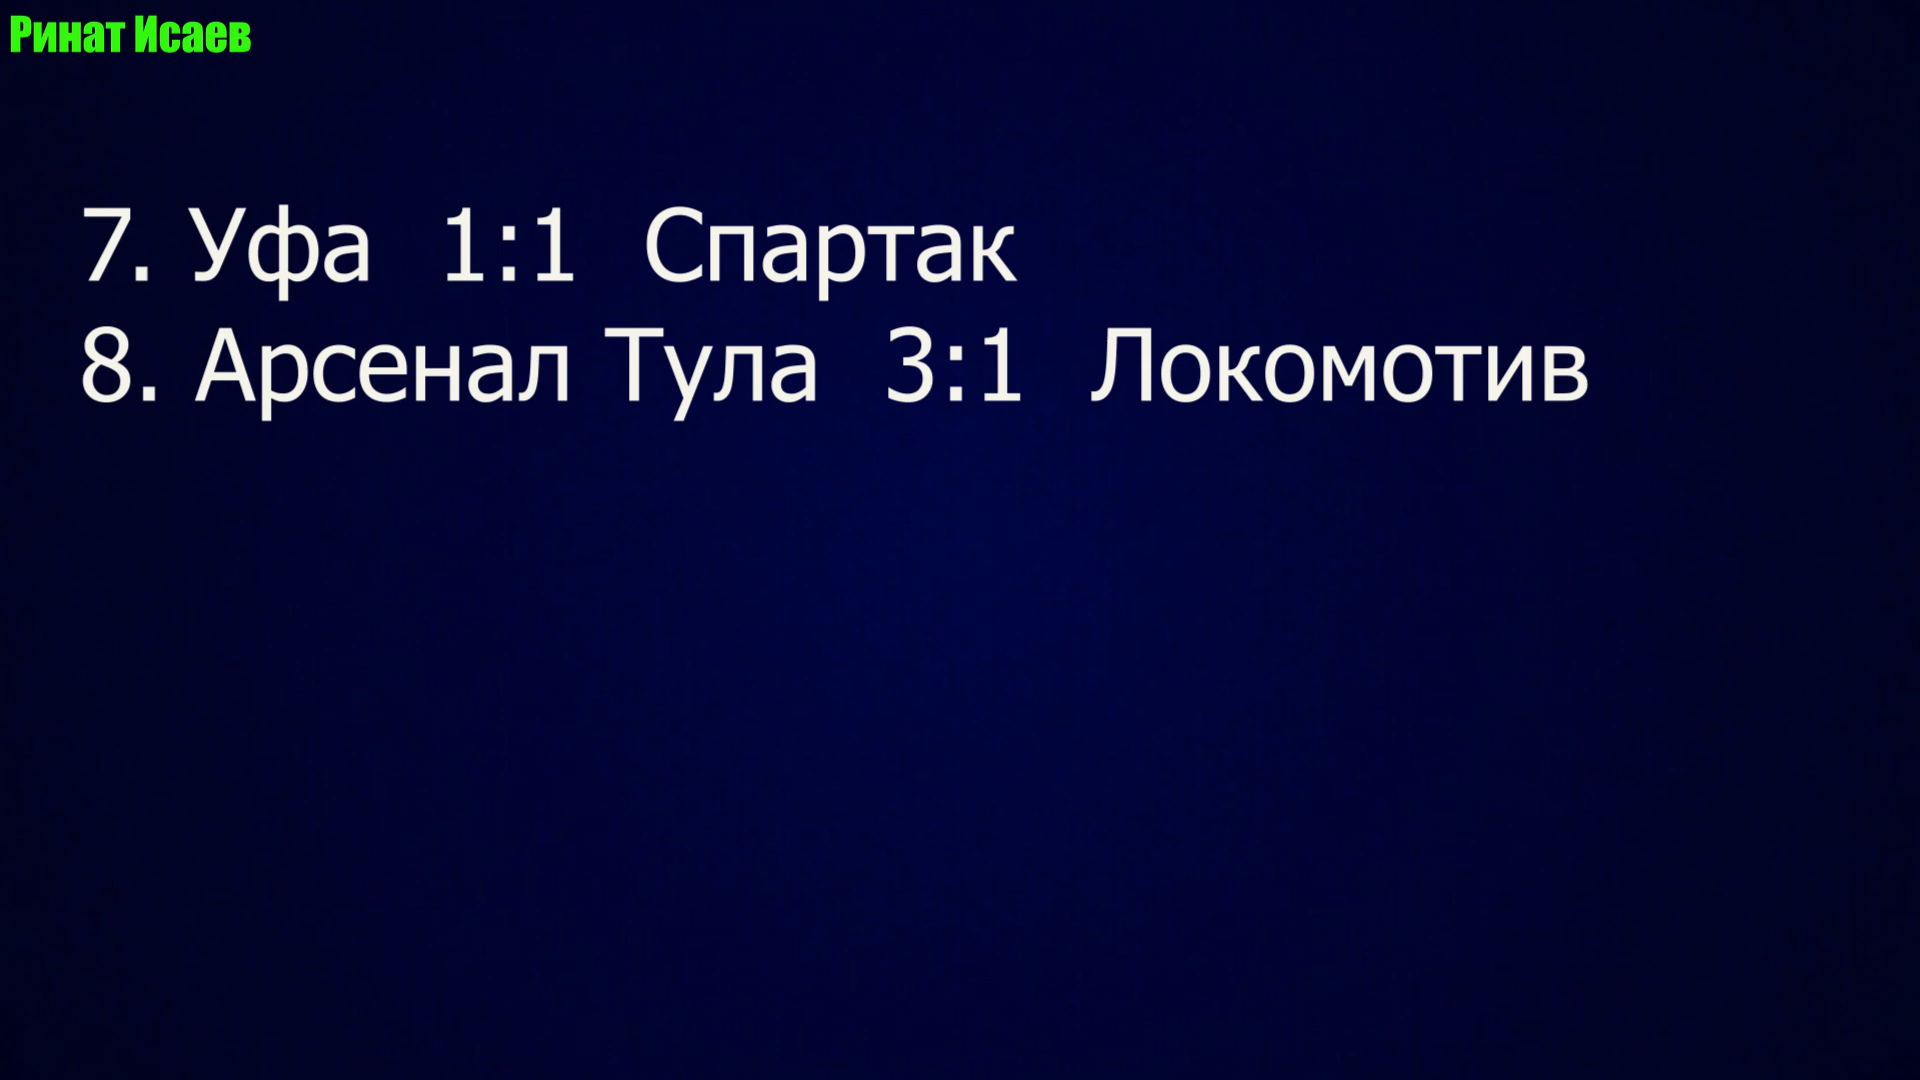 Ринат Исаев
7. Уфа 1:1 Спартак
8. Арсенал Тула 3:1 Локомотив